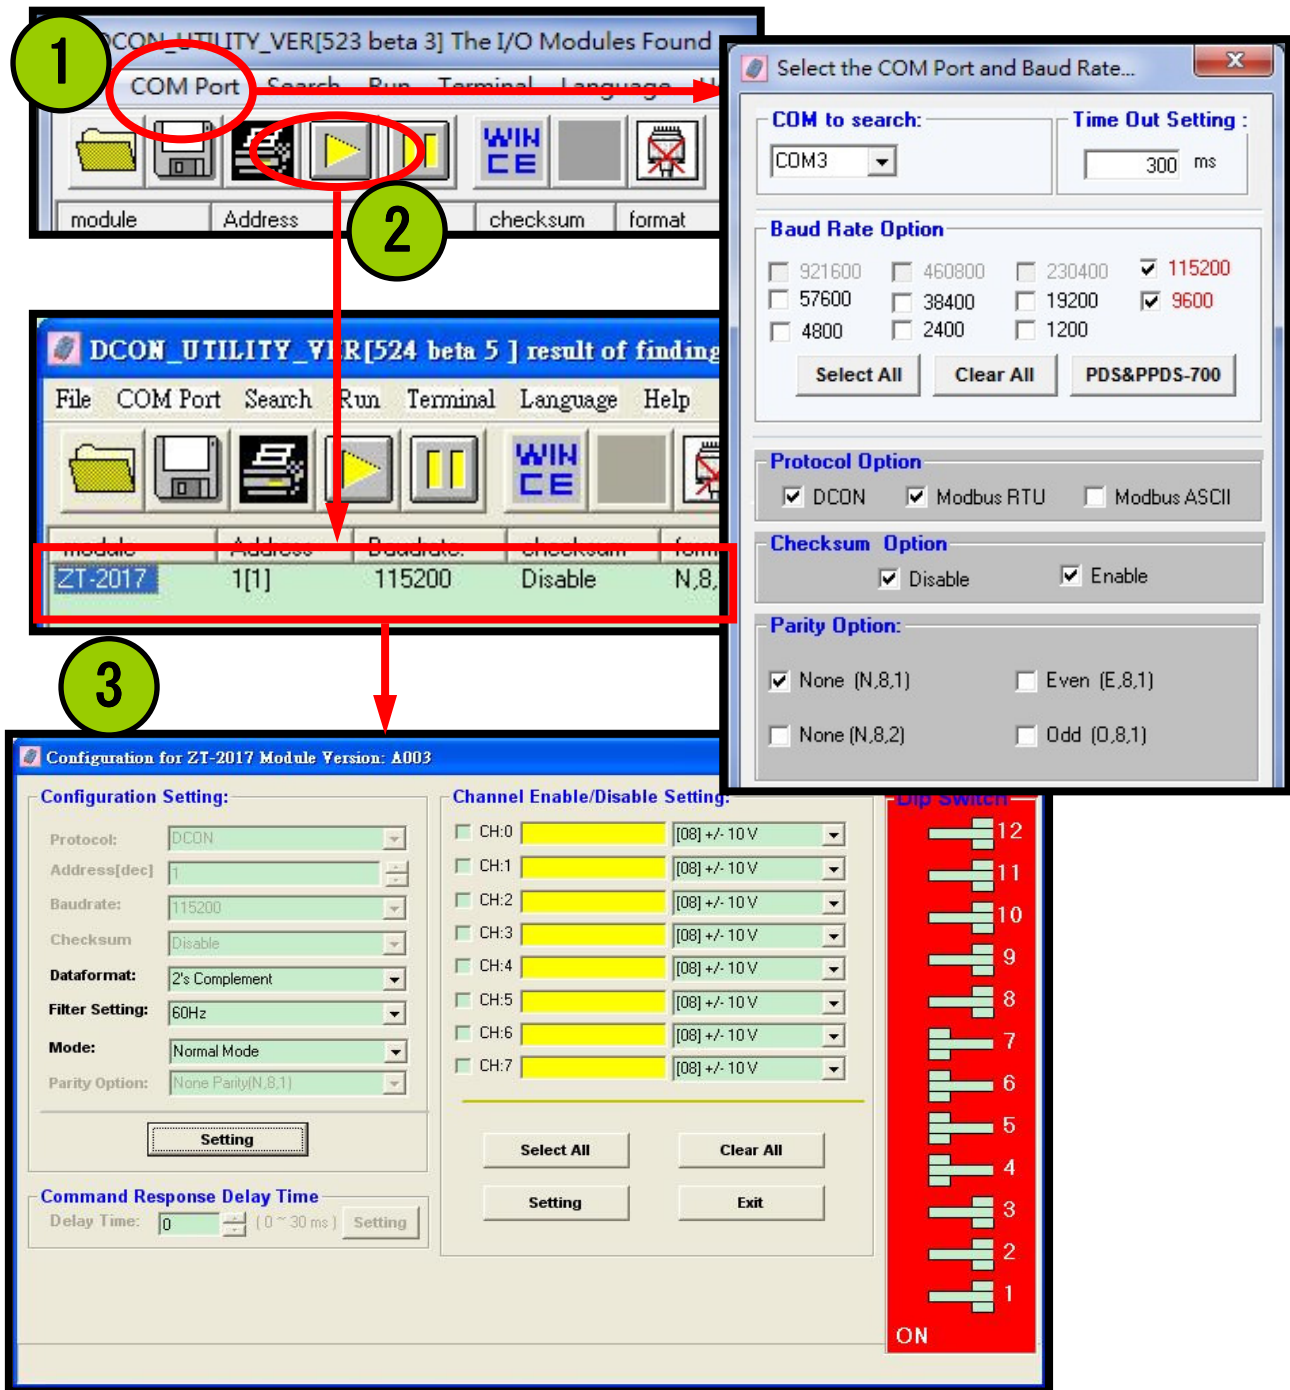 1
DCON_UTILITY_VER[523 beta 3] The I/O Modules Found
COM Port Search Run Terminal Language
WIN
CE
module Address checksum format
2
Select the COM Port and Baud Rate...
COM to search:
COM3
Time Out Setting :
300 ms
Baud Rate Option
921600 460800 230400 115200
57600 38400 19200 9600
4800 2400 1200
Select All Clear All PDS&PPDS-700
Protocol Option
DCON Modbus RTU Modbus ASCII
Checksum Option
Disable Enable
Parity Option:
None (N,8,1) Even (E,8,1)
None (N,8,2) Odd (O,8,1)
DCON_UTILITY_VER[524 beta 5 ] result of finding
File COM Port Search Run Terminal Language Help
WIN
CE
module Address Baudrate: checksum
ZT-2017 1[1] 115200 Disable N,8,
3
Configuration for ZT-2017 Module Version: A003
Configuration Setting:
Protocol: DCON
Address[dec] 1
Baudrate: 115200
Checksum Disable
Dataformat: 2's Complement
Filter Setting: 60Hz
Mode: Normal Mode
Parity Option: None Parity(N,8,1)
Setting
Command Response Delay Time
Delay Time: 0 ( 0 ~ 30 ms ) Setting
Channel Enable/Disable Setting:
CH:0 [08] +/- 10 V
CH:1 [08] +/- 10 V
CH:2 [08] +/- 10 V
CH:3 [08] +/- 10 V
CH:4 [08] +/- 10 V
CH:5 [08] +/- 10 V
CH:6 [08] +/- 10 V
CH:7 [08] +/- 10 V
Select All Clear All
Setting Exit
Dip Switch
12
11
10
9
8
7
6
5
4
3
2
1
ON